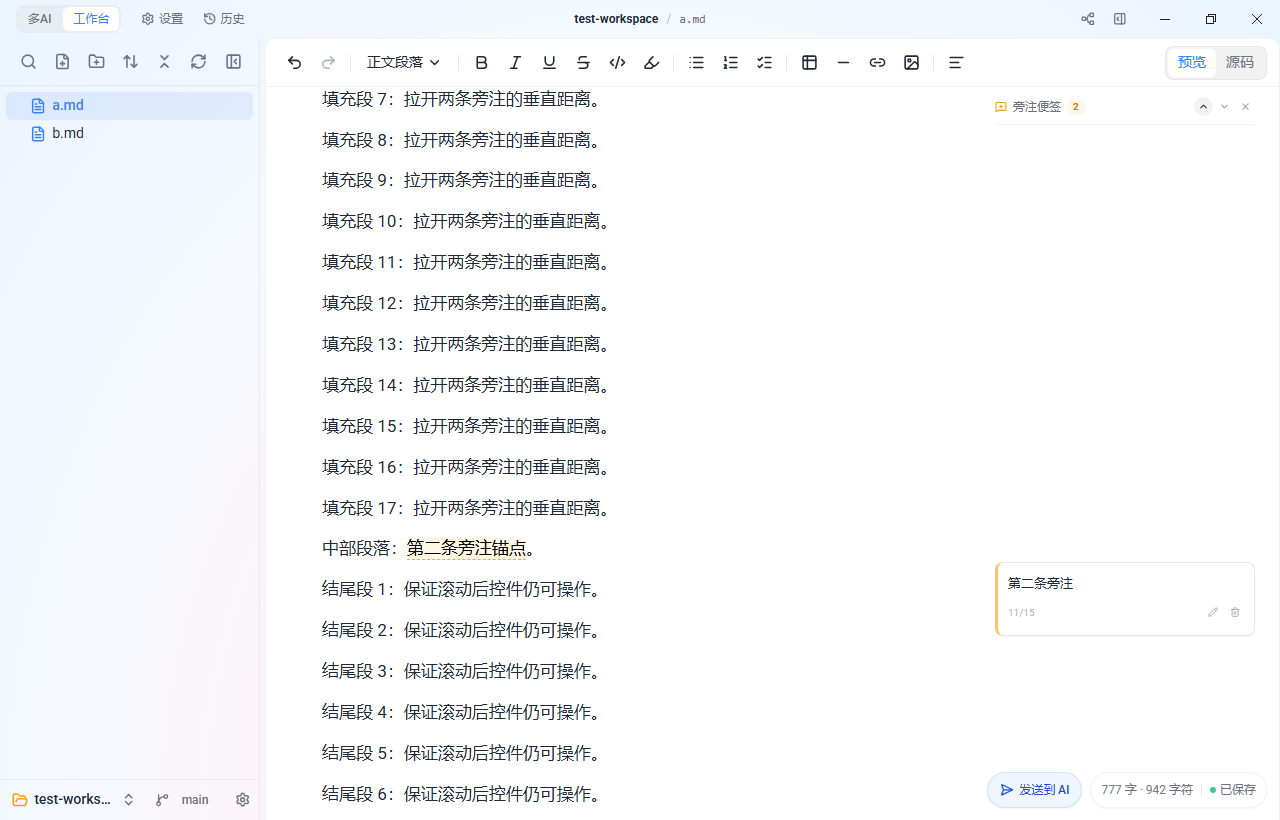 多AI 工作台 设置 历史 test-workspace / a.md
正文段落 预览 源码
a.md
b.md
填充段 7：拉开两条旁注的垂直距离。
旁注便签 2
填充段 8：拉开两条旁注的垂直距离。
填充段 9：拉开两条旁注的垂直距离。
填充段 10：拉开两条旁注的垂直距离。
填充段 11：拉开两条旁注的垂直距离。
填充段 12：拉开两条旁注的垂直距离。
填充段 13：拉开两条旁注的垂直距离。
填充段 14：拉开两条旁注的垂直距离。
填充段 15：拉开两条旁注的垂直距离。
填充段 16：拉开两条旁注的垂直距离。
填充段 17：拉开两条旁注的垂直距离。
中部段落：第二条旁注锚点。
结尾段 1：保证滚动后控件仍可操作。
第二条旁注
11/15
结尾段 2：保证滚动后控件仍可操作。
结尾段 3：保证滚动后控件仍可操作。
结尾段 4：保证滚动后控件仍可操作。
结尾段 5：保证滚动后控件仍可操作。
结尾段 6：保证滚动后控件仍可操作。
test-works... main
发送到 AI 777 字 · 942 字符 已保存